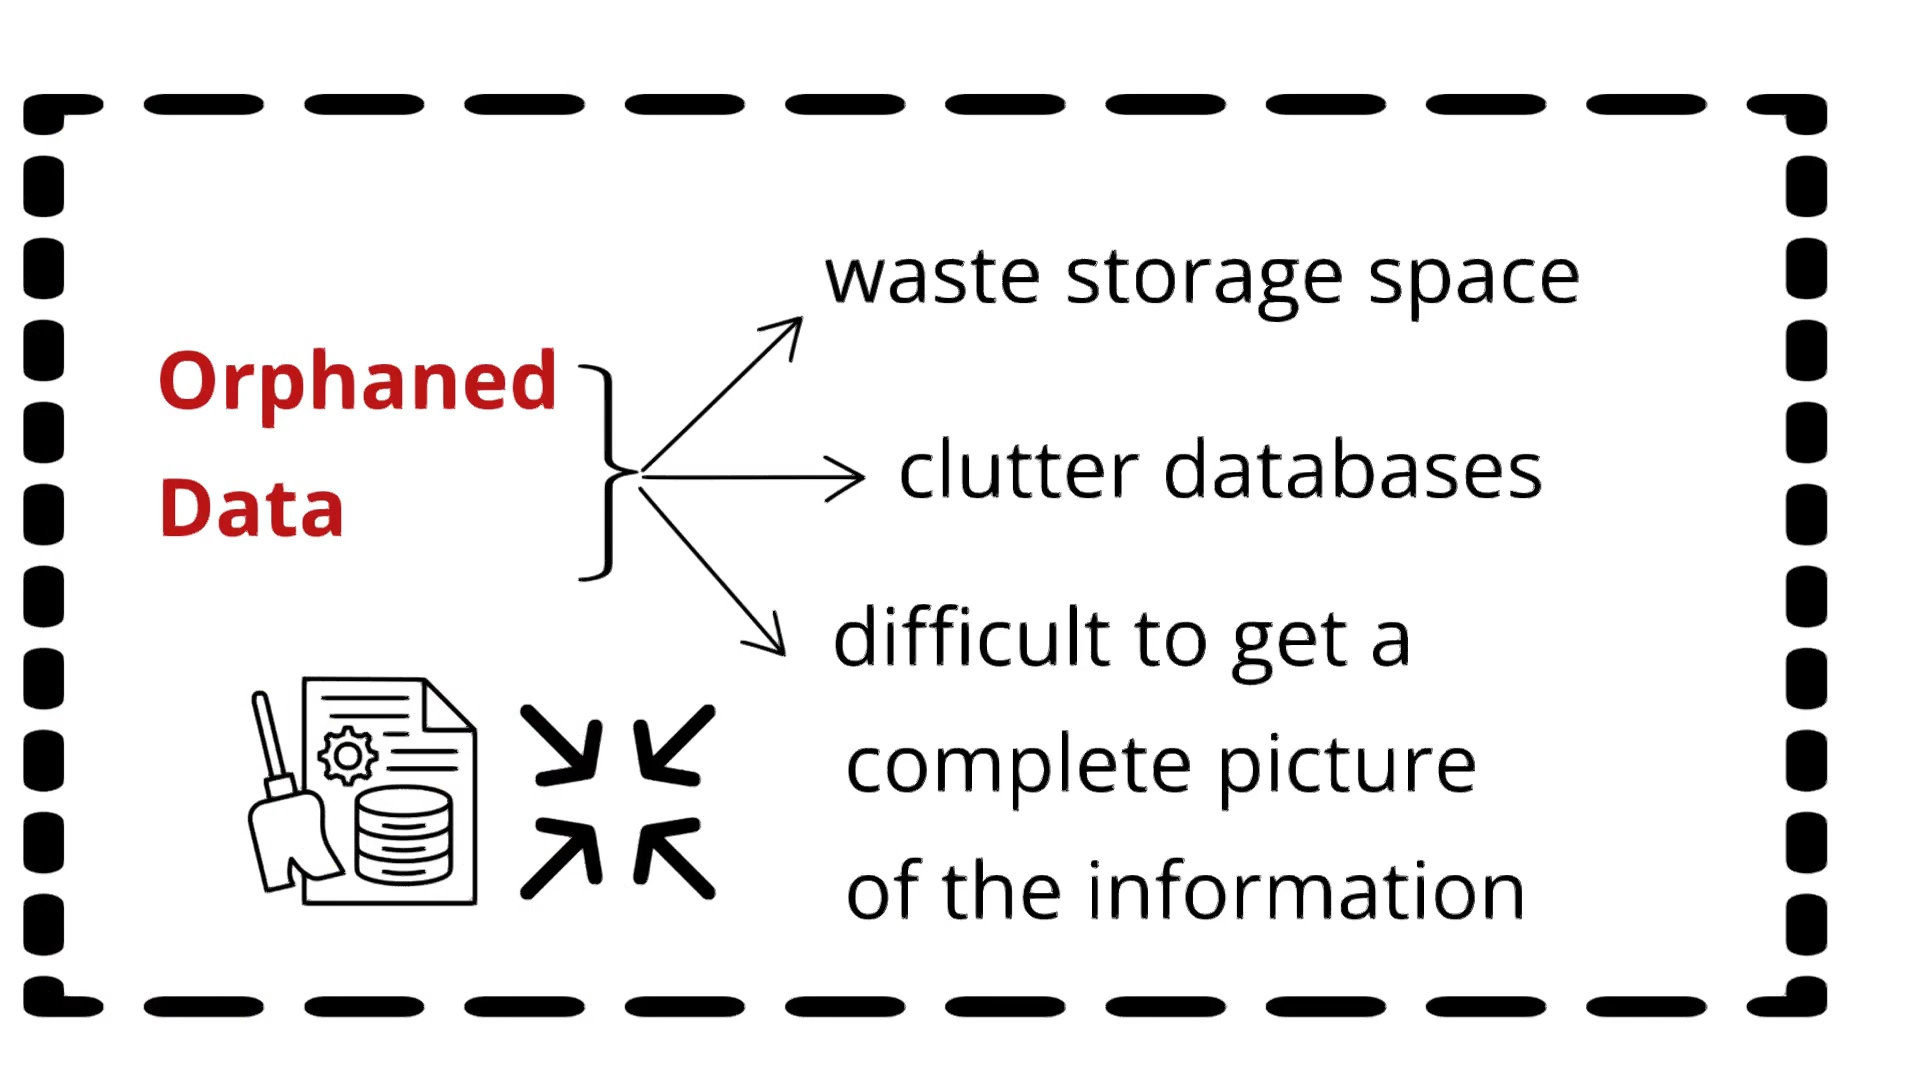 Orphaned
Data
waste storage space
clutter databases
difficult to get a
complete picture
of the information